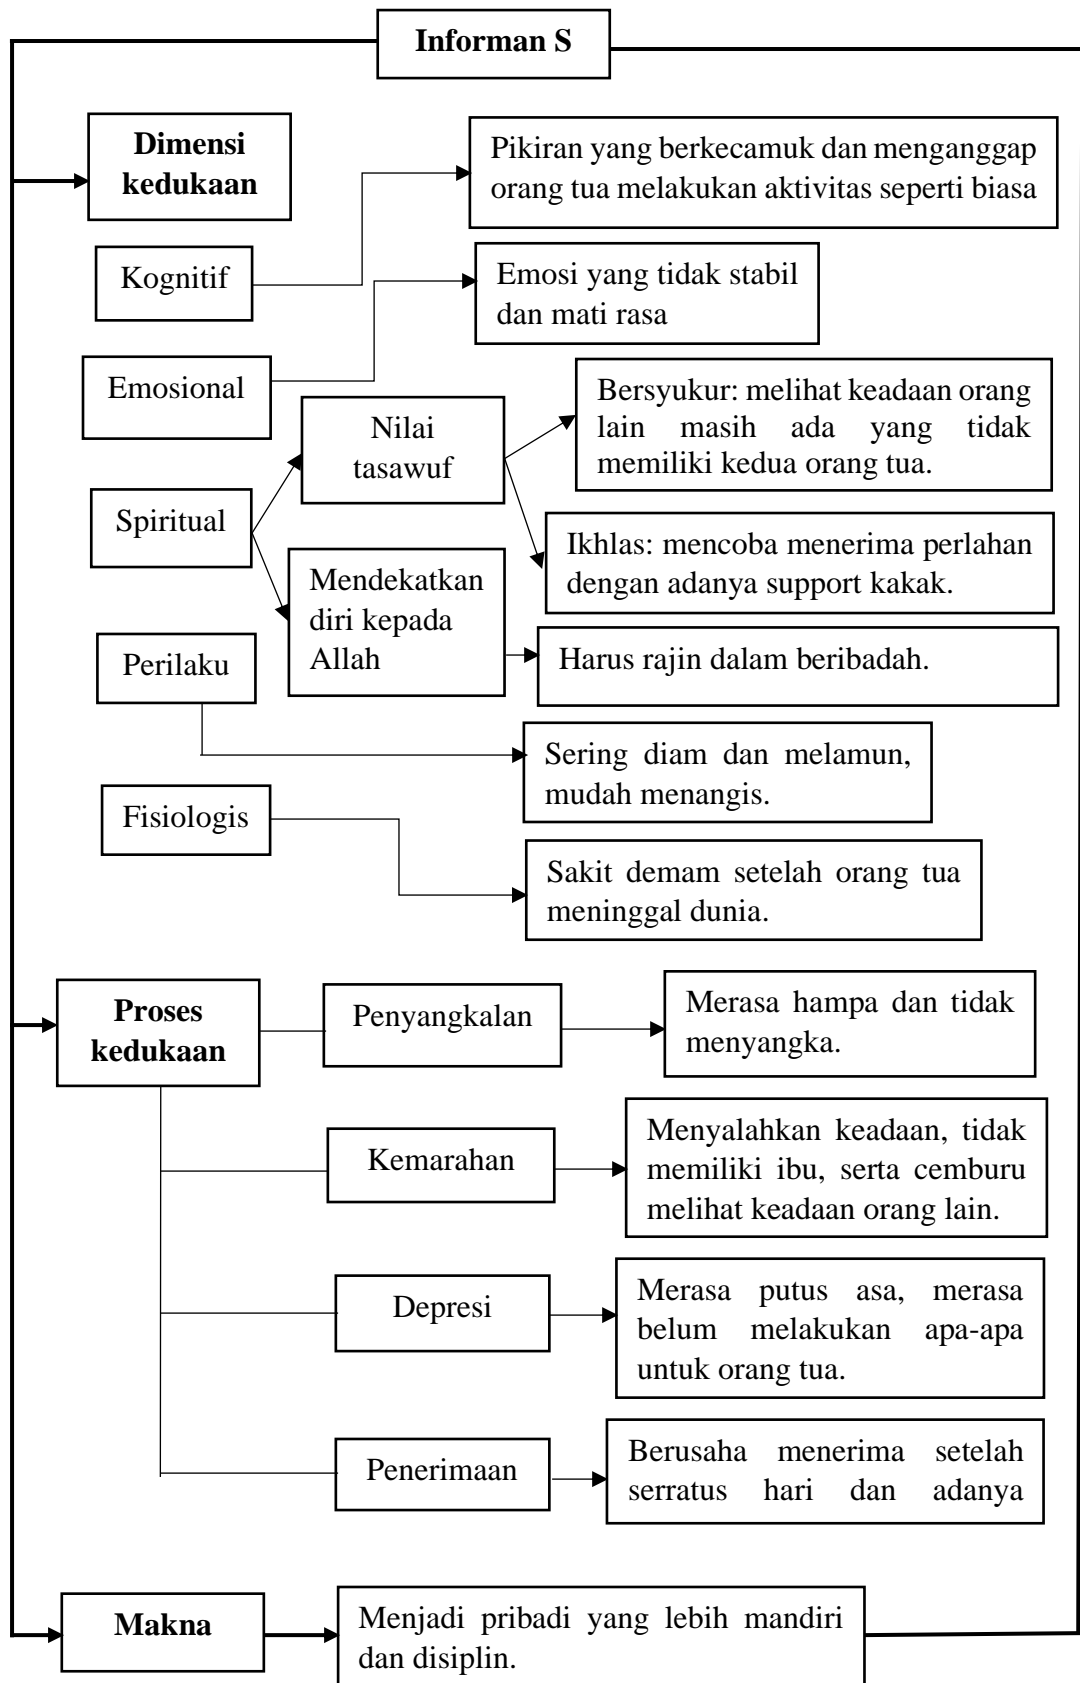 Informan S
Dimensi
kedukaan
Pikiran yang berkecamuk dan menganggap
orang tua melakukan aktivitas seperti biasa
Kognitif
Emosi yang tidak stabil
dan mati rasa
Emosional
Nilai
tasawuf
Bersyukur: melihat keadaan orang
lain masih ada yang tidak
memiliki kedua orang tua.
Spiritual
Ikhlas: mencoba menerima perlahan
dengan adanya support kakak.
Mendekatkan
diri kepada
Allah
Harus rajin dalam beribadah.
Perilaku
Sering diam dan melamun,
mudah menangis.
Fisiologis
Sakit demam setelah orang tua
meninggal dunia.
Proses
kedukaan
Penyangkalan
Merasa hampa dan tidak
menyangka.
Kemarahan
Menyalahkan keadaan, tidak
memiliki ibu, serta cemburu
melihat keadaan orang lain.
Depresi
Merasa putus asa, merasa
belum melakukan apa-apa
untuk orang tua.
Penerimaan
Berusaha menerima setelah
serratus hari dan adanya
Makna
Menjadi pribadi yang lebih mandiri
dan disiplin.